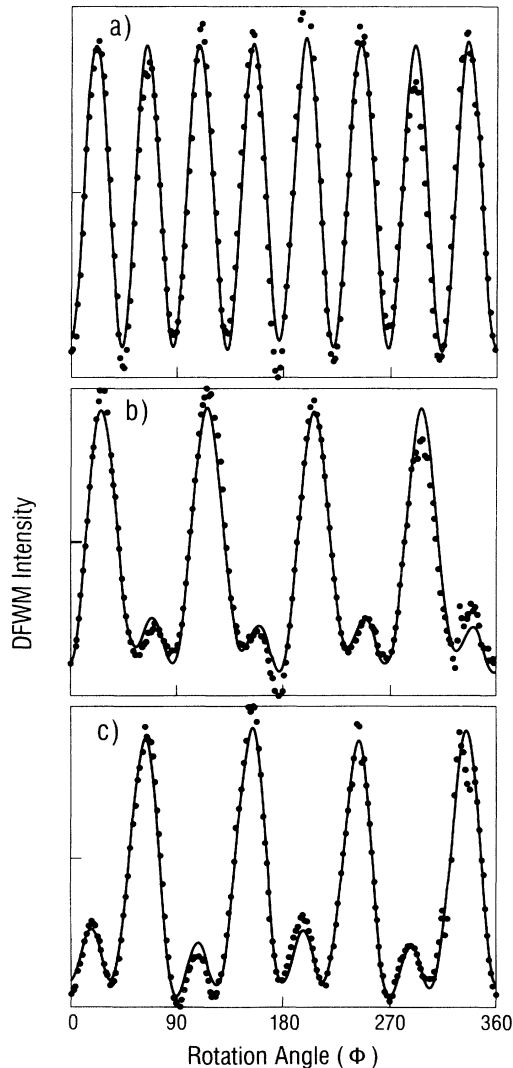 a)
b)
DFWM Intensity
c)
0 90 180 270 360
Rotation Angle (Φ)